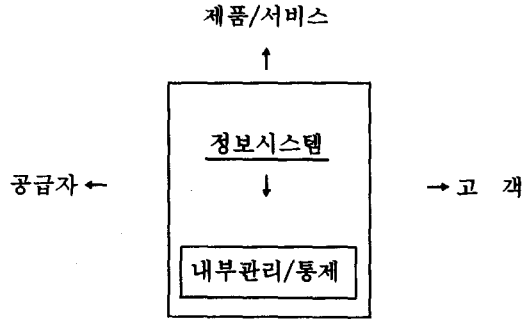 제품/서비스
↑
정보시스템
공급자 ← ↓ → 고 객
내부관리/통제